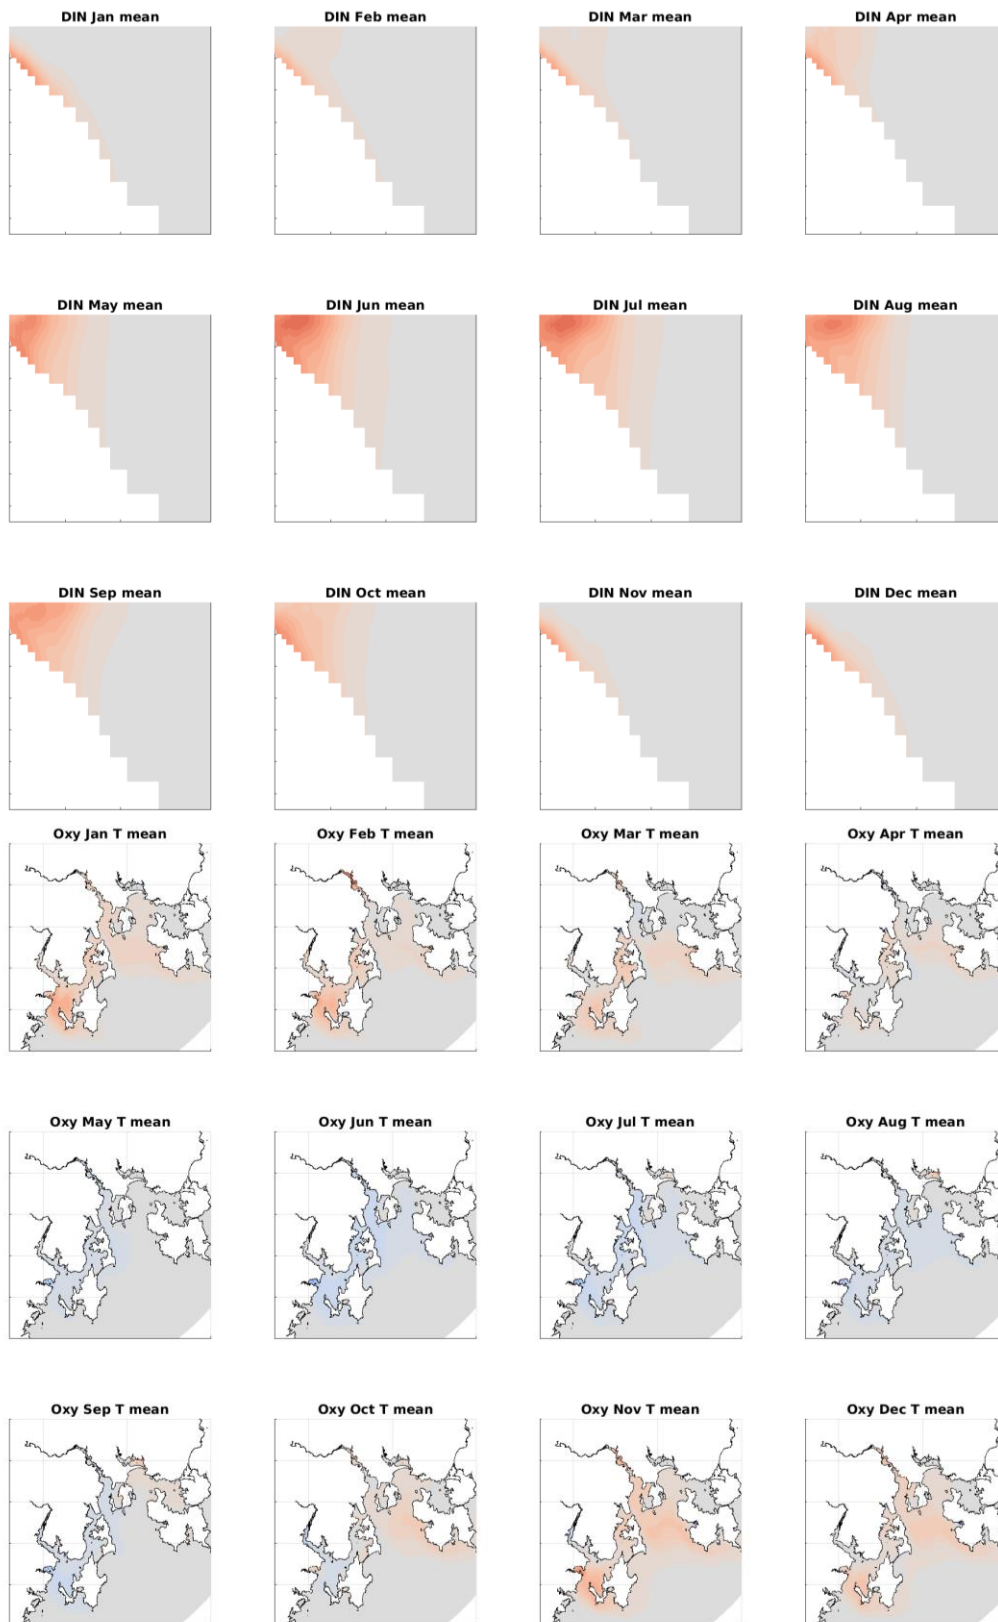 DIN Jan mean DIN Feb mean DIN Mar mean DIN Apr mean
DIN May mean DIN Jun mean DIN Jul mean DIN Aug mean
DIN Sep mean DIN Oct mean DIN Nov mean DIN Dec mean
Oxy Jan T mean Oxy Feb T mean Oxy Mar T mean Oxy Apr T mean
Oxy May T mean Oxy Jun T mean Oxy Jul T mean Oxy Aug T mean
Oxy Sep T mean Oxy Oct T mean Oxy Nov T mean Oxy Dec T mean